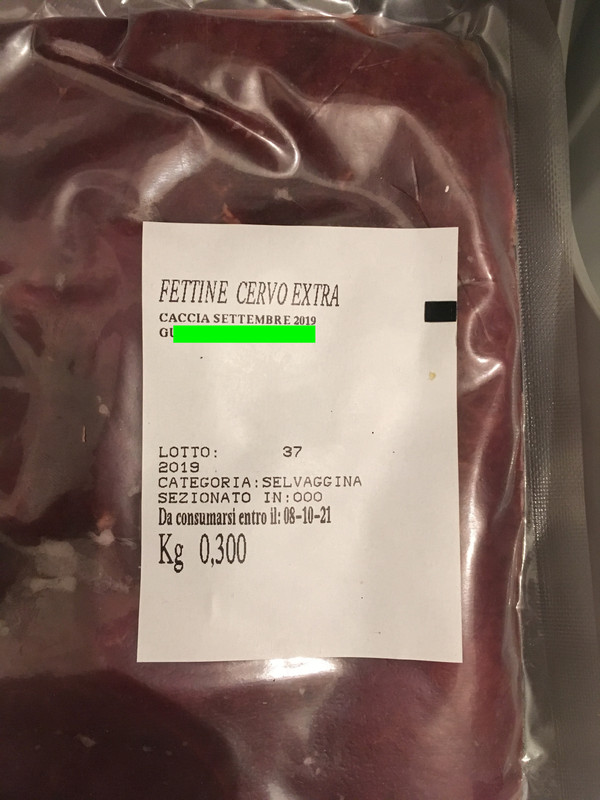 FETTINE CERVO EXTRA
CACCIA SETTEMBRE 2019
LOTTO: 37
2019
CATEGORIA:SELVAGGINA
SEZIONATO IN:000
Da consumarsi entro il: 08-10-21
Kg 0,300